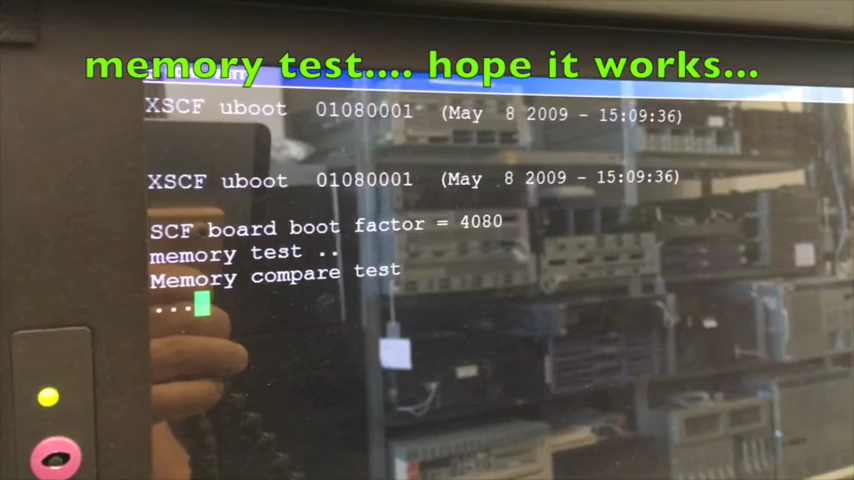 memory test.... hope it works...
XSCF uboot 01080001 (May 8 2009 - 15:09:36)
XSCF uboot 01080001 (May 8 2009 - 15:09:36)
SCF board boot factor = 4080
memory test ..
Memory compare test
...